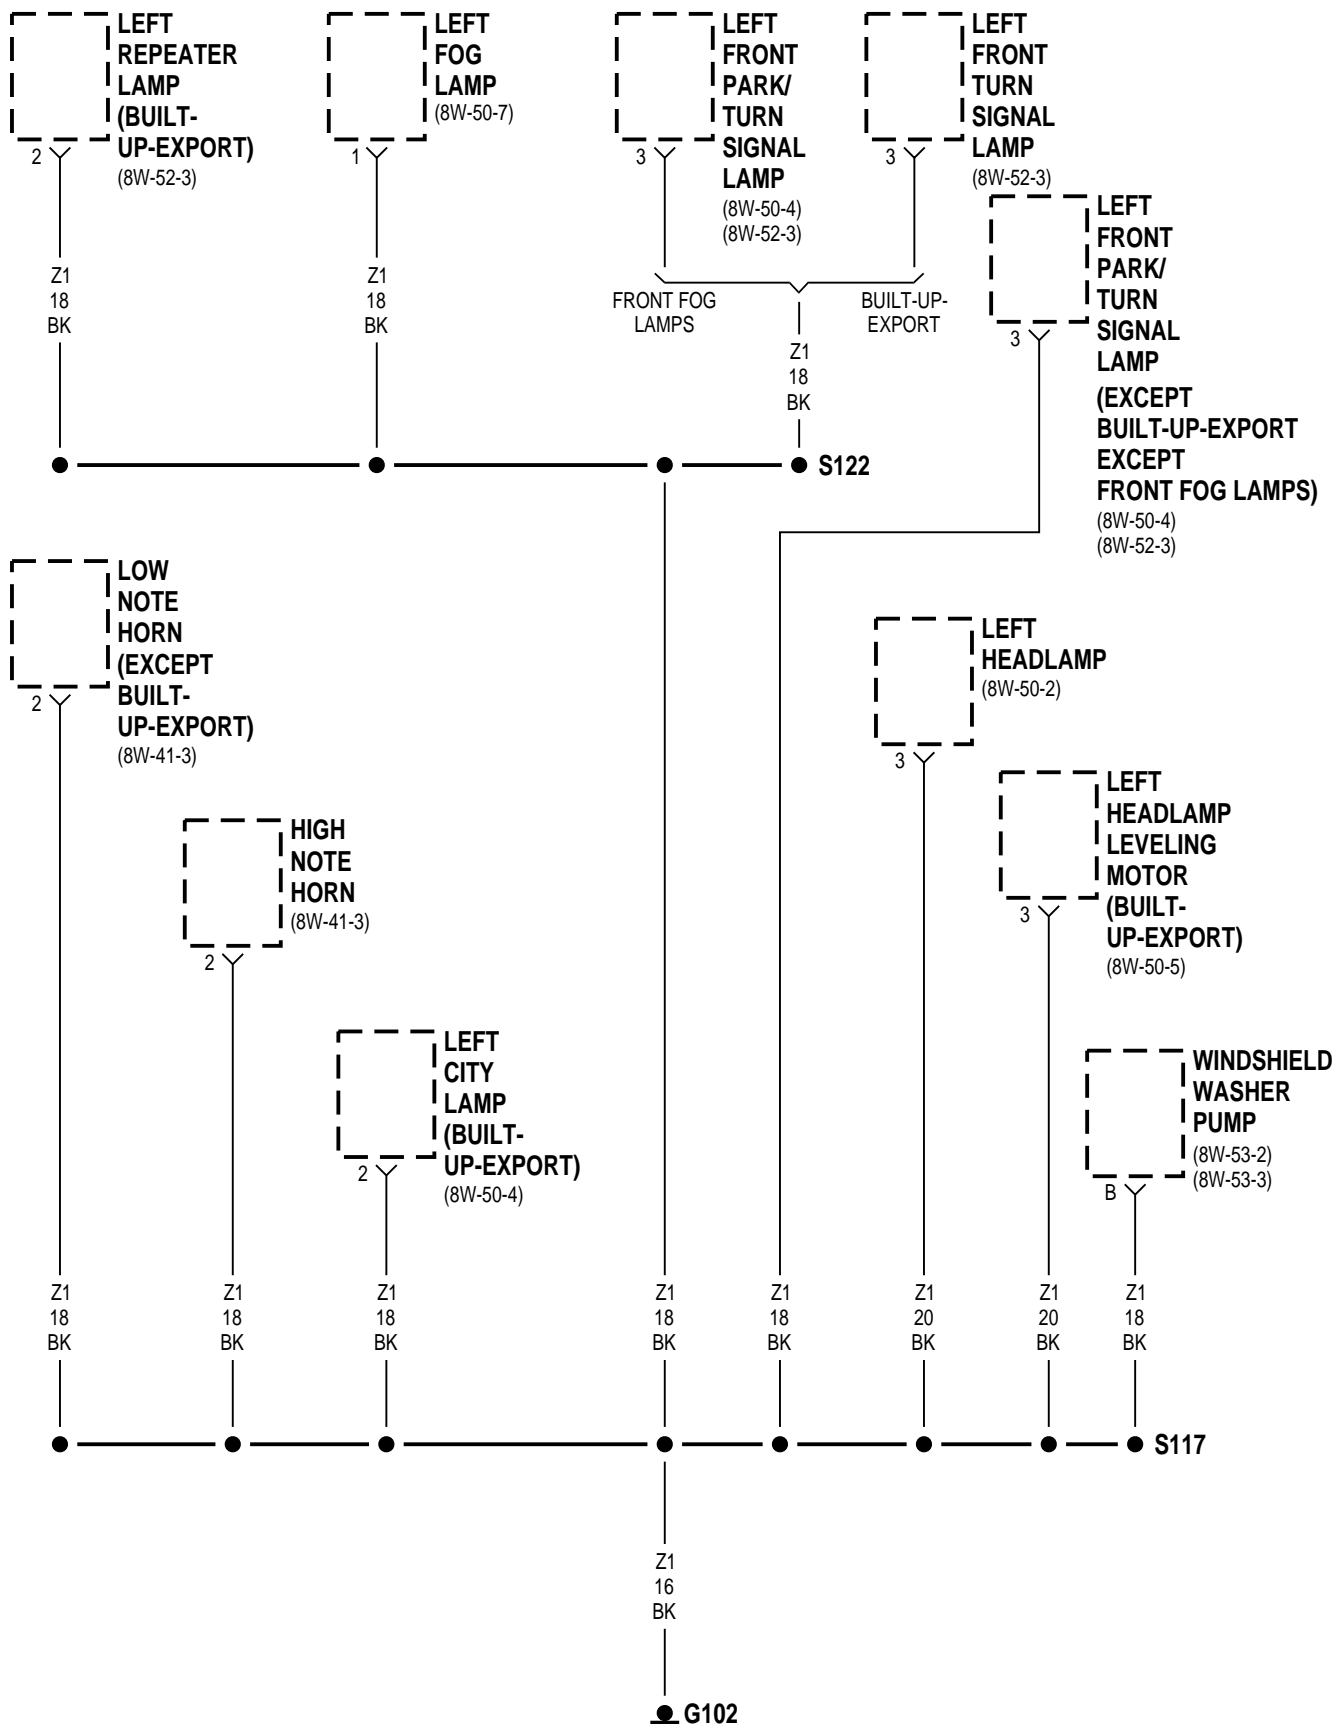 LEFT
REPEATER
LAMP
(BUILT-
UP-EXPORT)
(8W-52-3)
2
Z1
18
BK
LEFT
FOG
LAMP
(8W-50-7)
1
Z1
18
BK
LEFT
FRONT
PARK/
TURN
SIGNAL
LAMP
(8W-50-4)
(8W-52-3)
3
FRONT FOG
LAMPS
LEFT
FRONT
TURN
SIGNAL
LAMP
(8W-52-3)
3
BUILT-UP-
EXPORT
Z1
18
BK
S122
LEFT
FRONT
PARK/
TURN
SIGNAL
LAMP
(EXCEPT
BUILT-UP-EXPORT
EXCEPT
FRONT FOG LAMPS)
(8W-50-4)
(8W-52-3)
3
LOW
NOTE
HORN
(EXCEPT
BUILT-
UP-EXPORT)
(8W-41-3)
2
HIGH
NOTE
HORN
(8W-41-3)
2
LEFT
CITY
LAMP
(BUILT-
UP-EXPORT)
(8W-50-4)
2
LEFT
HEADLAMP
(8W-50-2)
3
LEFT
HEADLAMP
LEVELING
MOTOR
(BUILT-
UP-EXPORT)
(8W-50-5)
3
WINDSHIELD
WASHER
PUMP
(8W-53-2)
(8W-53-3)
B
Z1
18
BK
Z1
18
BK
Z1
18
BK
Z1
18
BK
Z1
18
BK
Z1
20
BK
Z1
20
BK
Z1
18
BK
S117
Z1
16
BK
G102